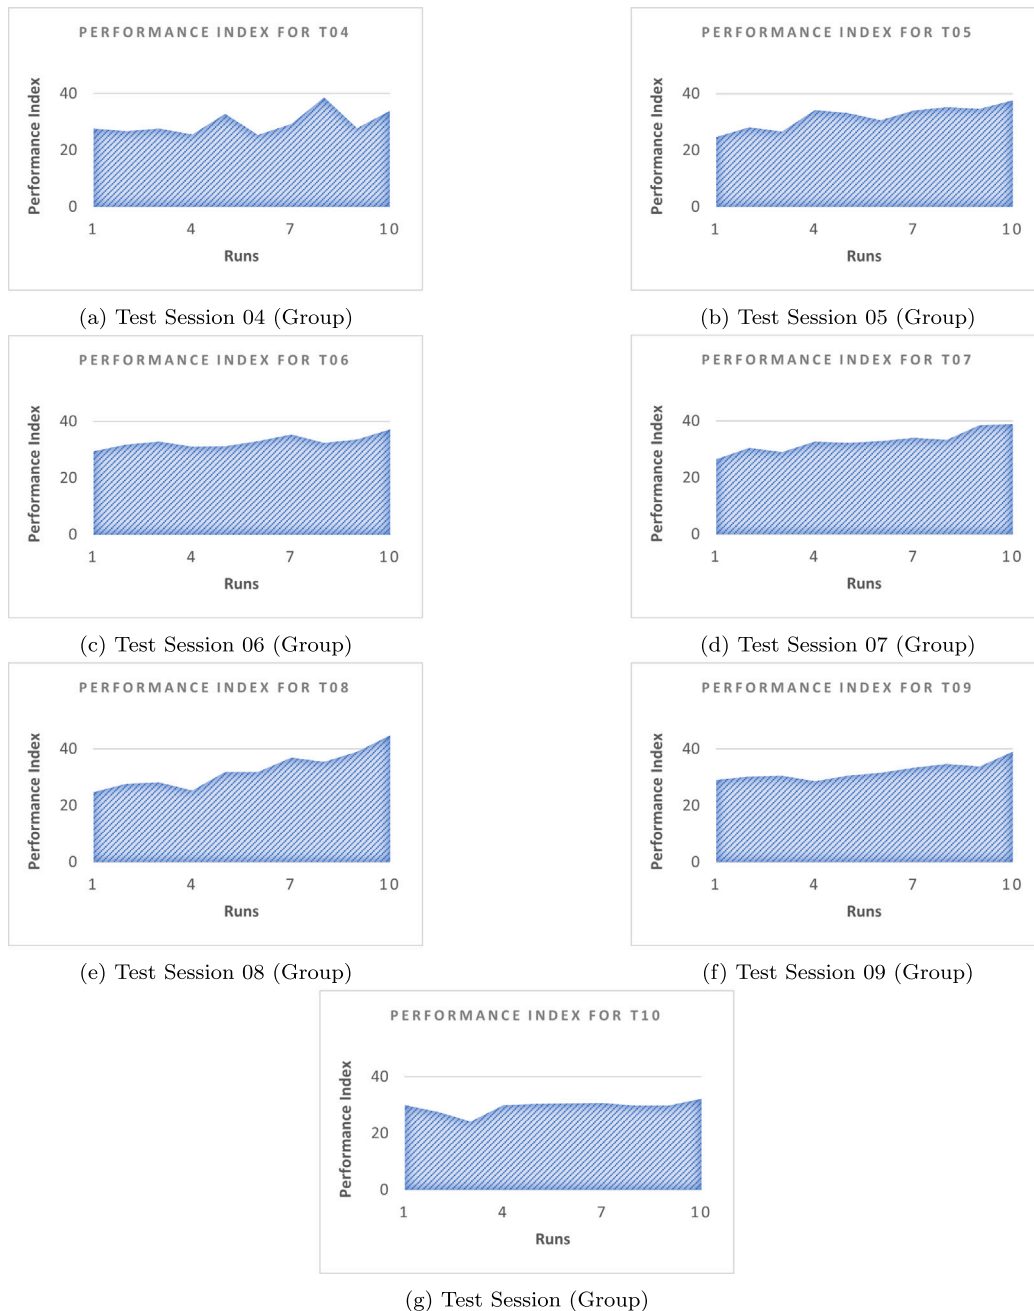 PERFORMANCE INDEX FOR T04
Performance Index
40
20
0
1 4 7 10
Runs
(a) Test Session 04 (Group)
PERFORMANCE INDEX FOR T05
Performance Index
40
20
0
1 4 7 10
Runs
(b) Test Session 05 (Group)
PERFORMANCE INDEX FOR T06
Performance Index
40
20
0
1 4 7 10
Runs
(c) Test Session 06 (Group)
PERFORMANCE INDEX FOR T07
Performance Index
40
20
0
1 4 7 10
Runs
(d) Test Session 07 (Group)
PERFORMANCE INDEX FOR T08
Performance Index
40
20
0
1 4 7 10
Runs
(e) Test Session 08 (Group)
PERFORMANCE INDEX FOR T09
Performance Index
40
20
0
1 4 7 10
Runs
(f) Test Session 09 (Group)
PERFORMANCE INDEX FOR T10
Performance Index
40
20
0
1 4 7 10
Runs
(g) Test Session (Group)